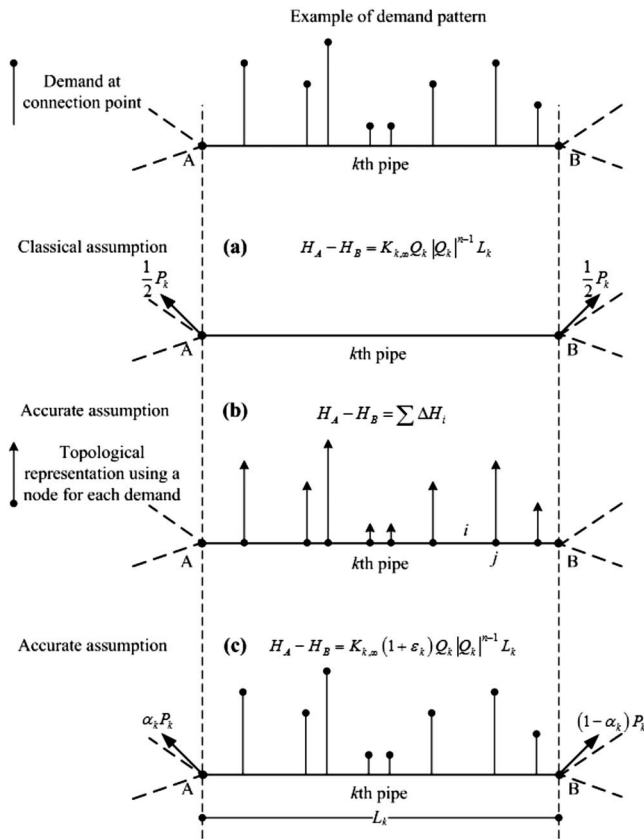 Example of demand pattern
Demand at
connection point
A
kth pipe
B
Classical assumption (a) H_A − H_B = K_{k,∞} Q_k |Q_k|^{n−1} L_k
1/2 P_k
1/2 P_k
A
kth pipe
B
Accurate assumption (b) H_A − H_B = ∑ ΔH_i
Topological
representation using a
node for each demand
i
A
kth pipe
j
B
Accurate assumption (c) H_A − H_B = K_{k,∞} (1 + ε_k) Q_k |Q_k|^{n−1} L_k
α_k P_k
(1 − α_k) P_k
A
kth pipe
B
L_k